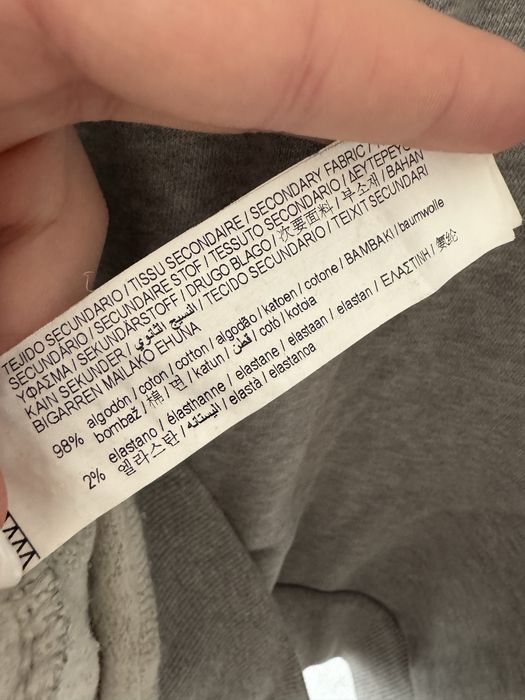 TEJIDO SECUNDARIO / TISSU SECONDAIRE / SECONDARY FABRIC /
SECUNDÁRIO / SECUNDAIRE STOF / TESSUTO SECONDARIO / ΔΕΥΤΕΡΕΥΟ
ΥΦΑΣΜΑ / SEKUNDÄRSTOFF / DRUGO BLAGO / 次要面料 / 부소재 / BAHAN
KAIN SEKUNDER / النسيج الثانوي / TECIDO SECUNDARIO / TEIXIT SECUNDARI
BIGARREN MAILAKO EHUNA
98% algodón / coton / cotton / algodão / katoen / cotone / ΒΑΜΒΑΚΙ / baumwolle
bombaž / 棉 / 면 / katun / قطن / cotó / kotoia
2% elastano / élasthanne / elastane / elastaan / elastan / ΕΛΑΣΤΙΝΗ / 氨纶
엘라스탄 / اليستانه / elastà / elastanoa